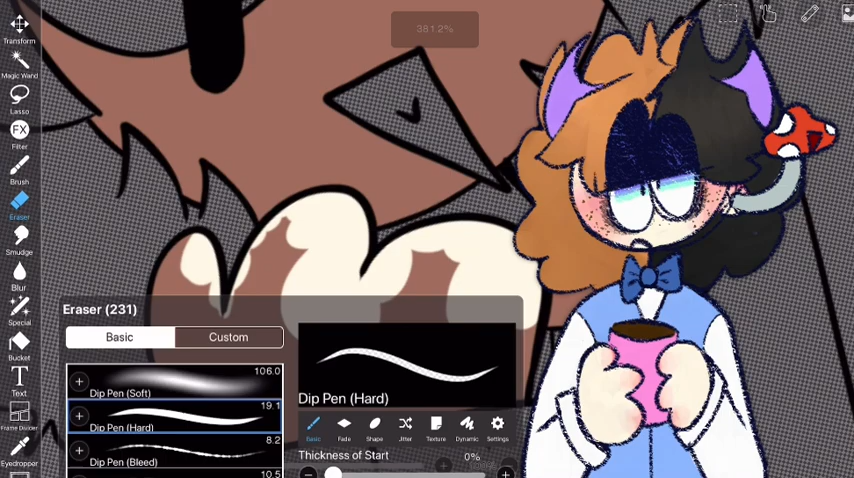 381.2%
Transform
Magic Wand
Lasso
FX
Filter
Brush
Eraser
Smudge
Blur
Special
Bucket
T
Text
Frame Divider
Eyedropper
Eraser (231)
Basic
Custom
106.0
Dip Pen (Soft)
19.1
Dip Pen (Hard)
8.2
Dip Pen (Bleed)
10.5
Dip Pen (Hard)
Basic
Fade
Shape
Jitter
Texture
Dynamic
Settings
Thickness of Start
0%